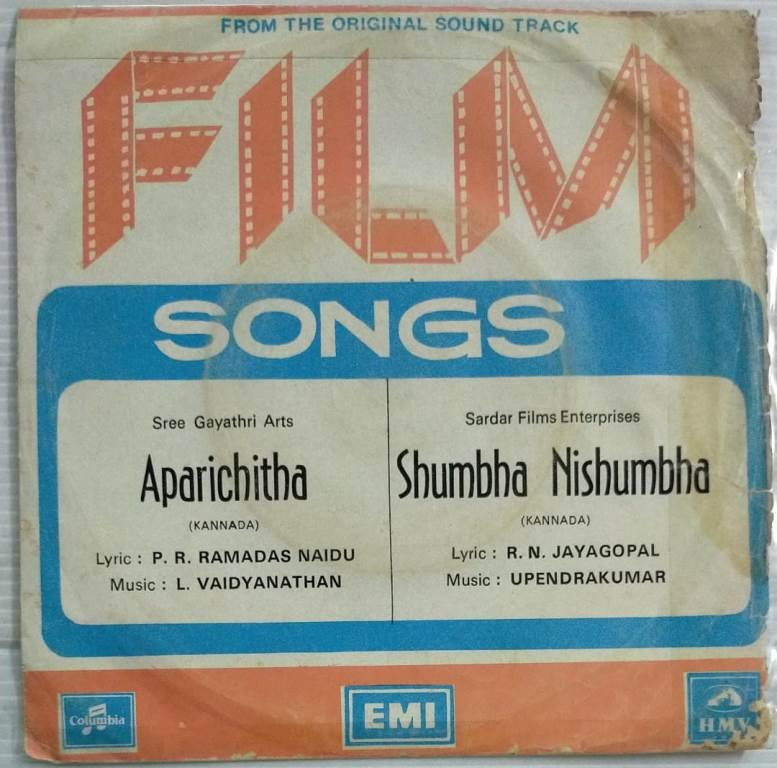 FROM THE ORIGINAL SOUND TRACK
FILM
SONGS
Sree Gayathri Arts
Aparichitha
(KANNADA)
Lyric : P. R. RAMADAS NAIDU
Music : L. VAIDYANATHAN
Sardar Films Enterprises
Shumbha Nishumbha
(KANNADA)
Lyric : R. N. JAYAGOPAL
Music : UPENDRAKUMAR
Columbia
EMI
HMV